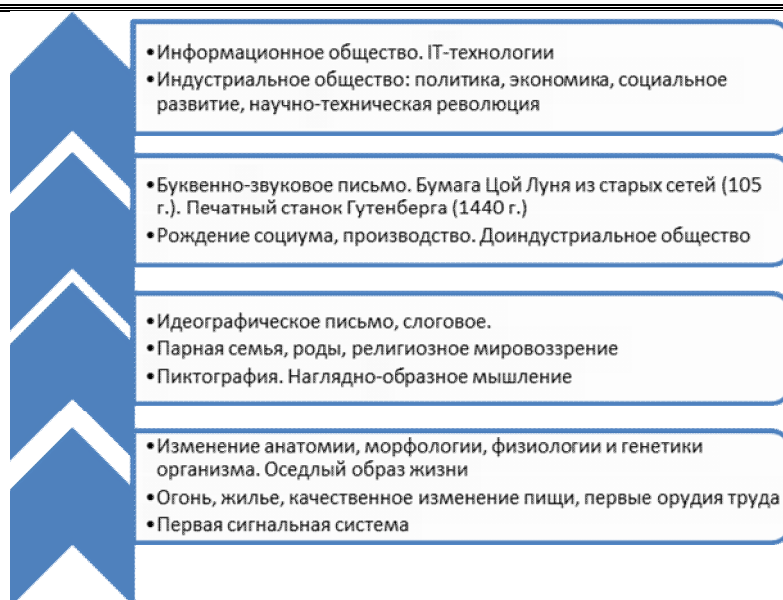 •Информационное общество. IT-технологии
•Индустриальное общество: политика, экономика, социальное
развитие, научно-техническая революция
•Буквенно-звуковое письмо. Бумага Цой Луня из старых сетей (105
г.). Печатный станок Гутенберга (1440 г.)
•Рождение социума, производство. Доиндустриальное общество
•Идеографическое письмо, слоговое.
•Парная семья, роды, религиозное мировоззрение
•Пиктография. Наглядно-образное мышление
•Изменение анатомии, морфологии, физиологии и генетики
организма. Оседлый образ жизни
•Огонь, жилье, качественное изменение пищи, первые орудия труда
•Первая сигнальная система